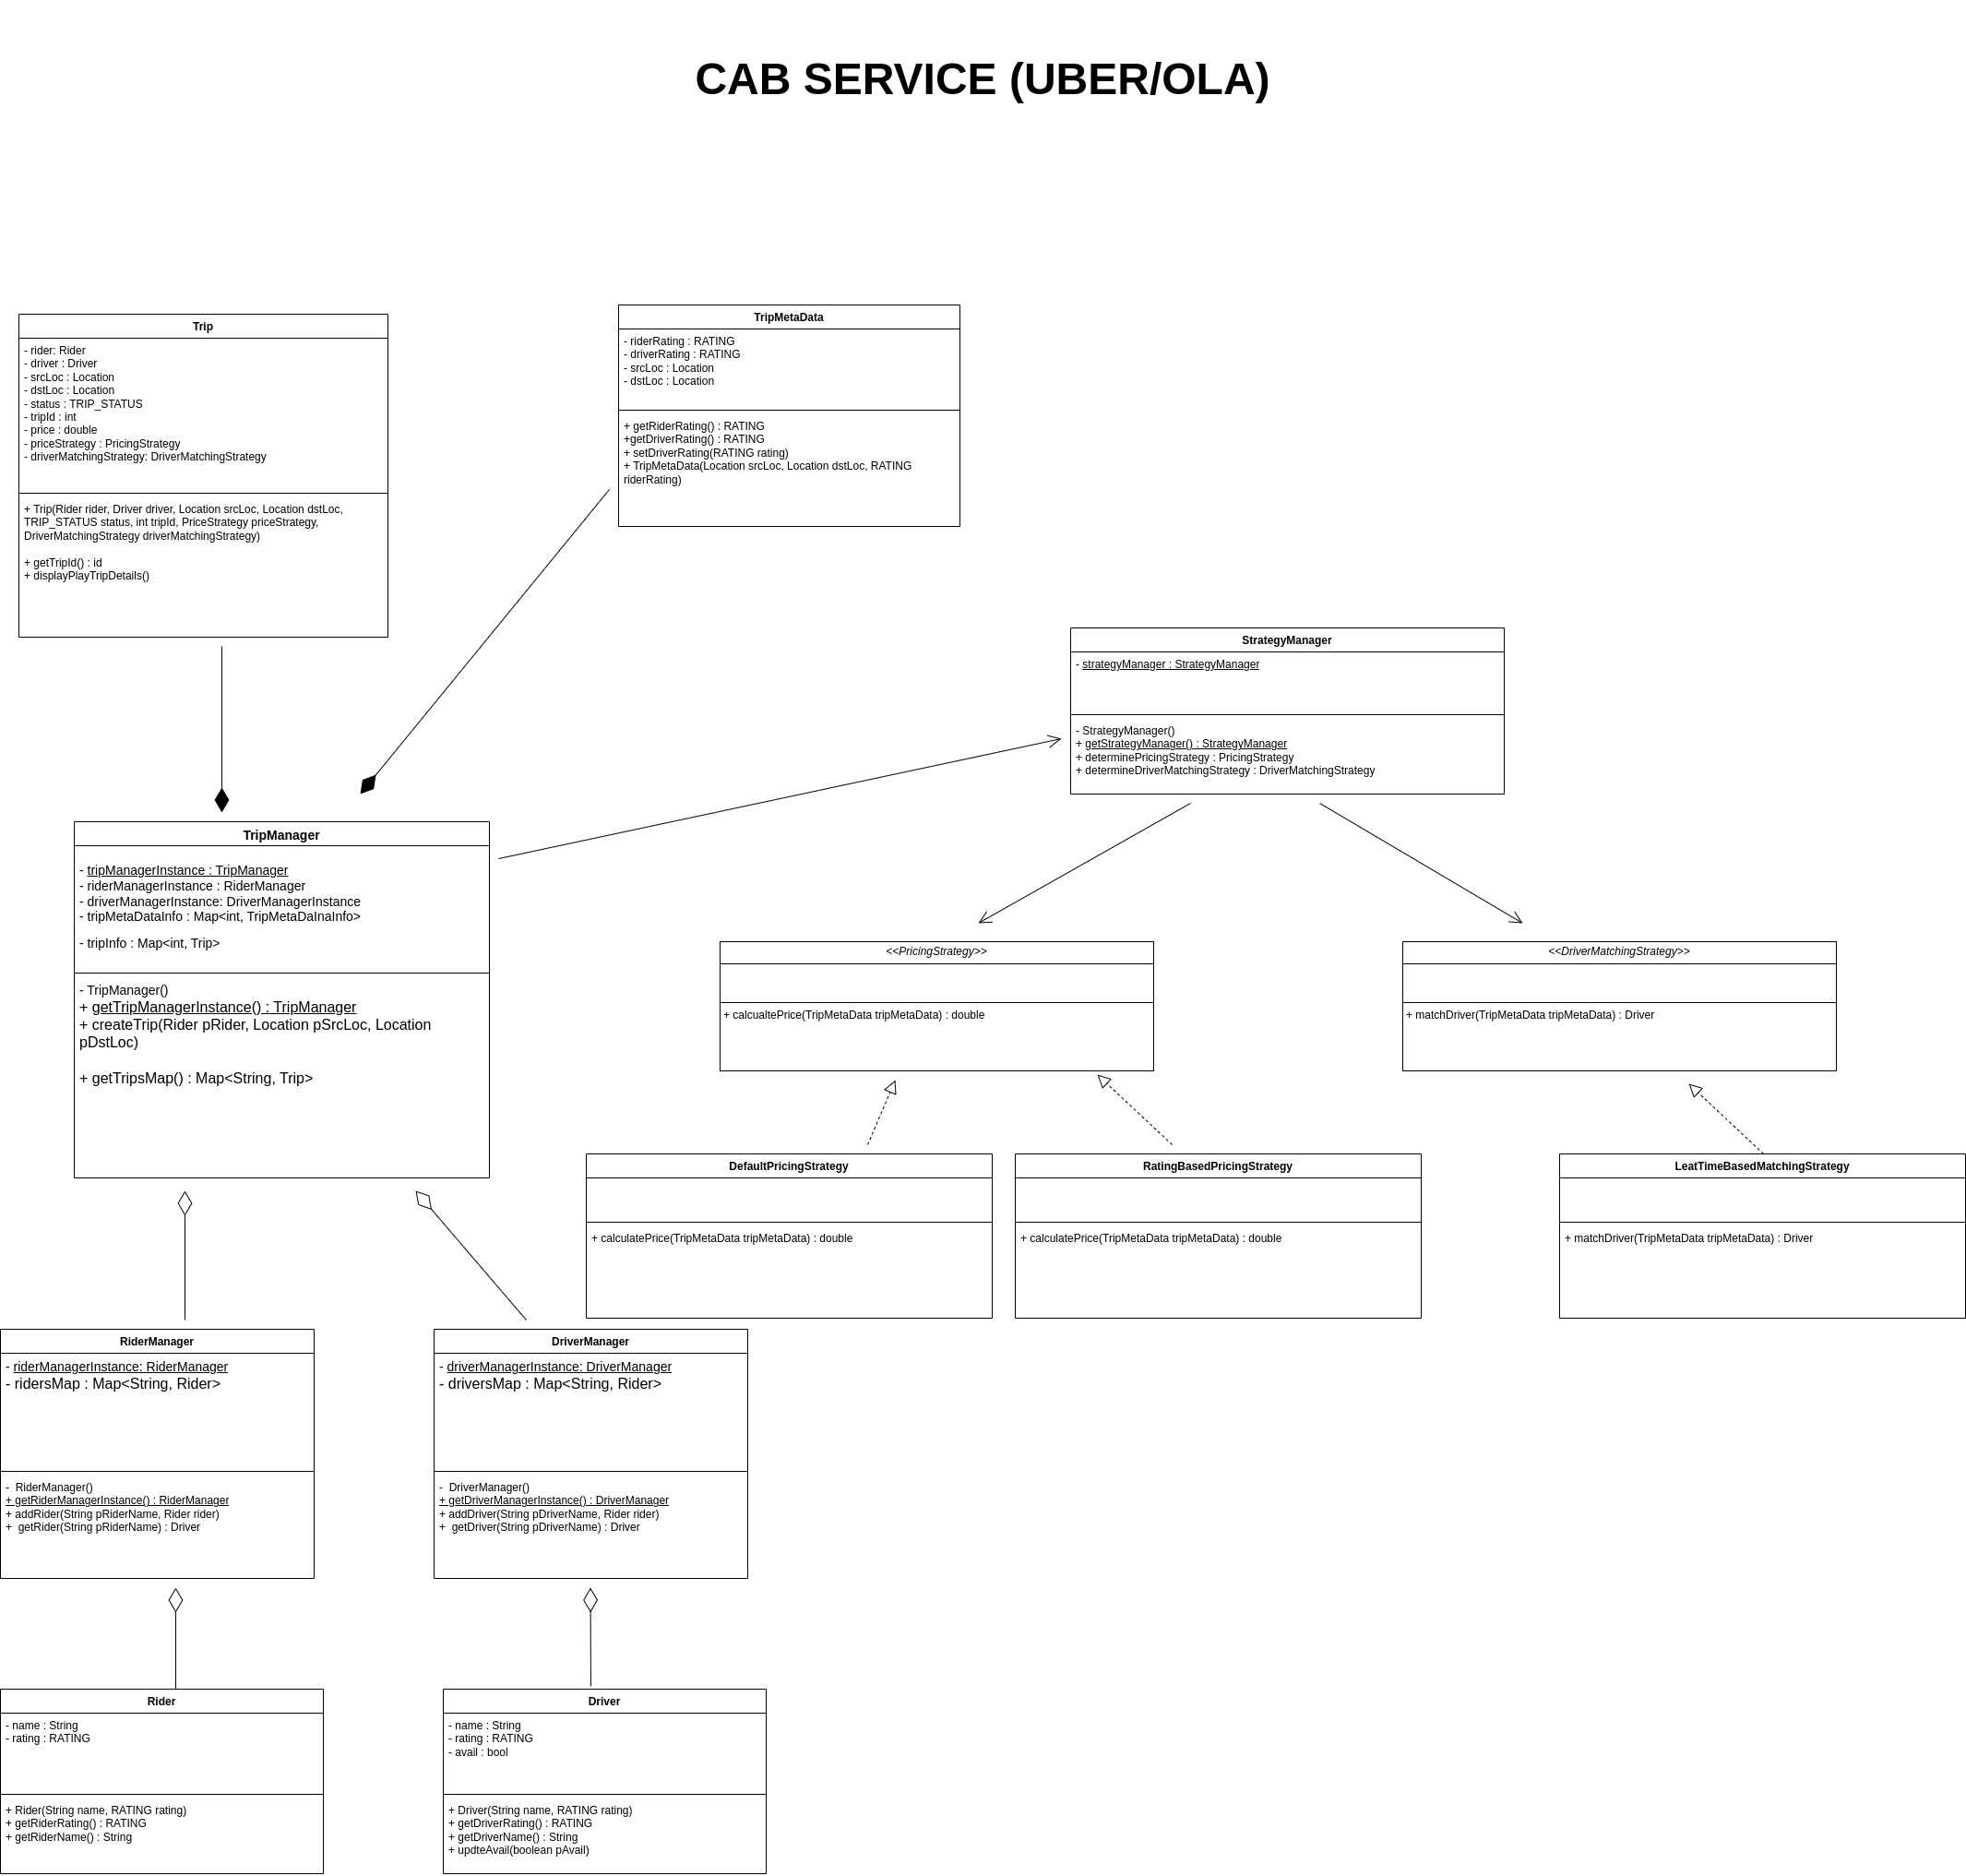 CAB SERVICE (UBER/OLA)
Trip
- rider: Rider
- driver : Driver
- srcLoc : Location
- dstLoc : Location
- status : TRIP_STATUS
- tripId : int
- price : double
- priceStrategy : PricingStrategy
- driverMatchingStrategy: DriverMatchingStrategy
+ Trip(Rider rider, Driver driver, Location srcLoc, Location dstLoc,
TRIP_STATUS status, int tripId, PriceStrategy priceStrategy,
DriverMatchingStrategy driverMatchingStrategy)
+ getTripId() : id
+ displayPlayTripDetails()
TripMetaData
- riderRating : RATING
- driverRating : RATING
- srcLoc : Location
- dstLoc : Location
+ getRiderRating() : RATING
+getDriverRating() : RATING
+ setDriverRating(RATING rating)
+ TripMetaData(Location srcLoc, Location dstLoc, RATING
riderRating)
StrategyManager
- strategyManager : StrategyManager
- StrategyManager()
+ getStrategyManager() : StrategyManager
+ determinePricingStrategy : PricingStrategy
+ determineDriverMatchingStrategy : DriverMatchingStrategy
TripManager
- tripManagerInstance : TripManager
- riderManagerInstance : RiderManager
- driverManagerInstance: DriverManagerInstance
- tripMetaDataInfo : Map<int, TripMetaDaInaInfo>
- tripInfo : Map<int, Trip>
- TripManager()
+ getTripManagerInstance() : TripManager
+ createTrip(Rider pRider, Location pSrcLoc, Location
pDstLoc)
+ getTripsMap() : Map<String, Trip>
<<PricingStrategy>>
+ calcualtePrice(TripMetaData tripMetaData) : double
<<DriverMatchingStrategy>>
+ matchDriver(TripMetaData tripMetaData) : Driver
DefaultPricingStrategy
+ calculatePrice(TripMetaData tripMetaData) : double
RatingBasedPricingStrategy
+ calculatePrice(TripMetaData tripMetaData) : double
LeatTimeBasedMatchingStrategy
+ matchDriver(TripMetaData tripMetaData) : Driver
RiderManager
- riderManagerInstance: RiderManager
- ridersMap : Map<String, Rider>
-  RiderManager()
+ getRiderManagerInstance() : RiderManager
+ addRider(String pRiderName, Rider rider)
+  getRider(String pRiderName) : Driver
DriverManager
- driverManagerInstance: DriverManager
- driversMap : Map<String, Rider>
-  DriverManager()
+ getDriverManagerInstance() : DriverManager
+ addDriver(String pDriverName, Rider rider)
+  getDriver(String pDriverName) : Driver
Rider
- name : String
- rating : RATING
+ Rider(String name, RATING rating)
+ getRiderRating() : RATING
+ getRiderName() : String
Driver
- name : String
- rating : RATING
- avail : bool
+ Driver(String name, RATING rating)
+ getDriverRating() : RATING
+ getDriverName() : String
+ updteAvail(boolean pAvail)